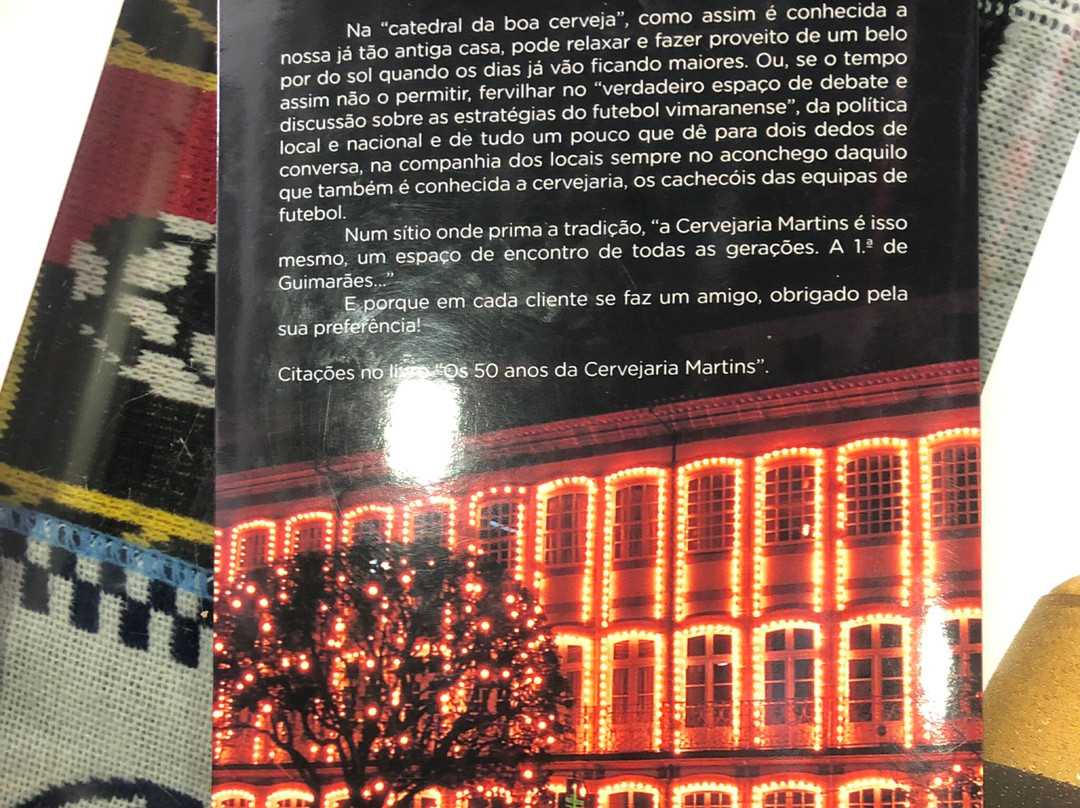 Na “catedral da boa cerveja”, como assim é conhecida a
nossa já tão antiga casa, pode relaxar e fazer proveito de um belo
por do sol quando os dias já vão ficando maiores. Ou, se o tempo
assim não o permitir, fervilhar no “verdadeiro espaço de debate e
discussão sobre as estratégias do futebol vimaranense”, da política
local e nacional e de tudo um pouco que dê para dois dedos de
conversa, na companhia dos locais sempre no aconchego daquilo
que também é conhecida a cervejaria, os cachecóis das equipas de
futebol.
Num sítio onde prima a tradição, “a Cervejaria Martins é isso
mesmo, um espaço de encontro de todas as gerações. A 1.ª de
Guimarães...”
E porque em cada cliente se faz um amigo, obrigado pela
sua preferência!
Citações no livro “Os 50 anos da Cervejaria Martins”.